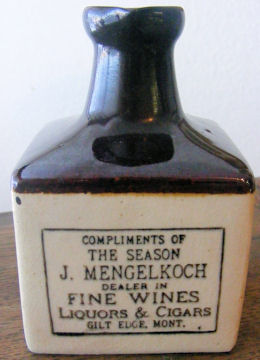 COMPLIMENTS OF
THE SEASON
J. MENGELKOCH
DEALER IN
FINE WINES
LIQUORS & CIGARS
GILT EDGE, MONT.